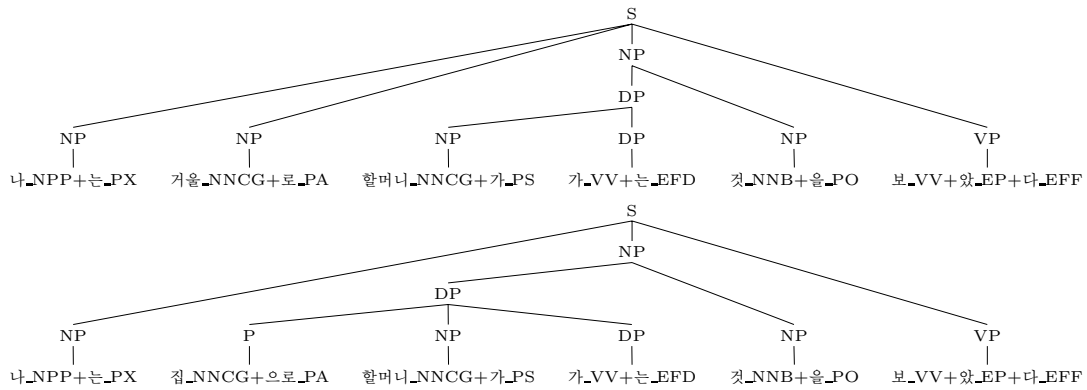 S
NP
DP
NP NP NP DP NP VP
나_NPP+는_PX 거울_NNCG+로_PA 할머니_NNCG+가_PS 가_VV+는_EFD 것_NNB+을_PO 보_VV+았_EP+다_EFF
S
NP
DP
NP P NP DP NP VP
나_NPP+는_PX 집_NNCG+으로_PA 할머니_NNCG+가_PS 가_VV+는_EFD 것_NNB+을_PO 보_VV+았_EP+다_EFF